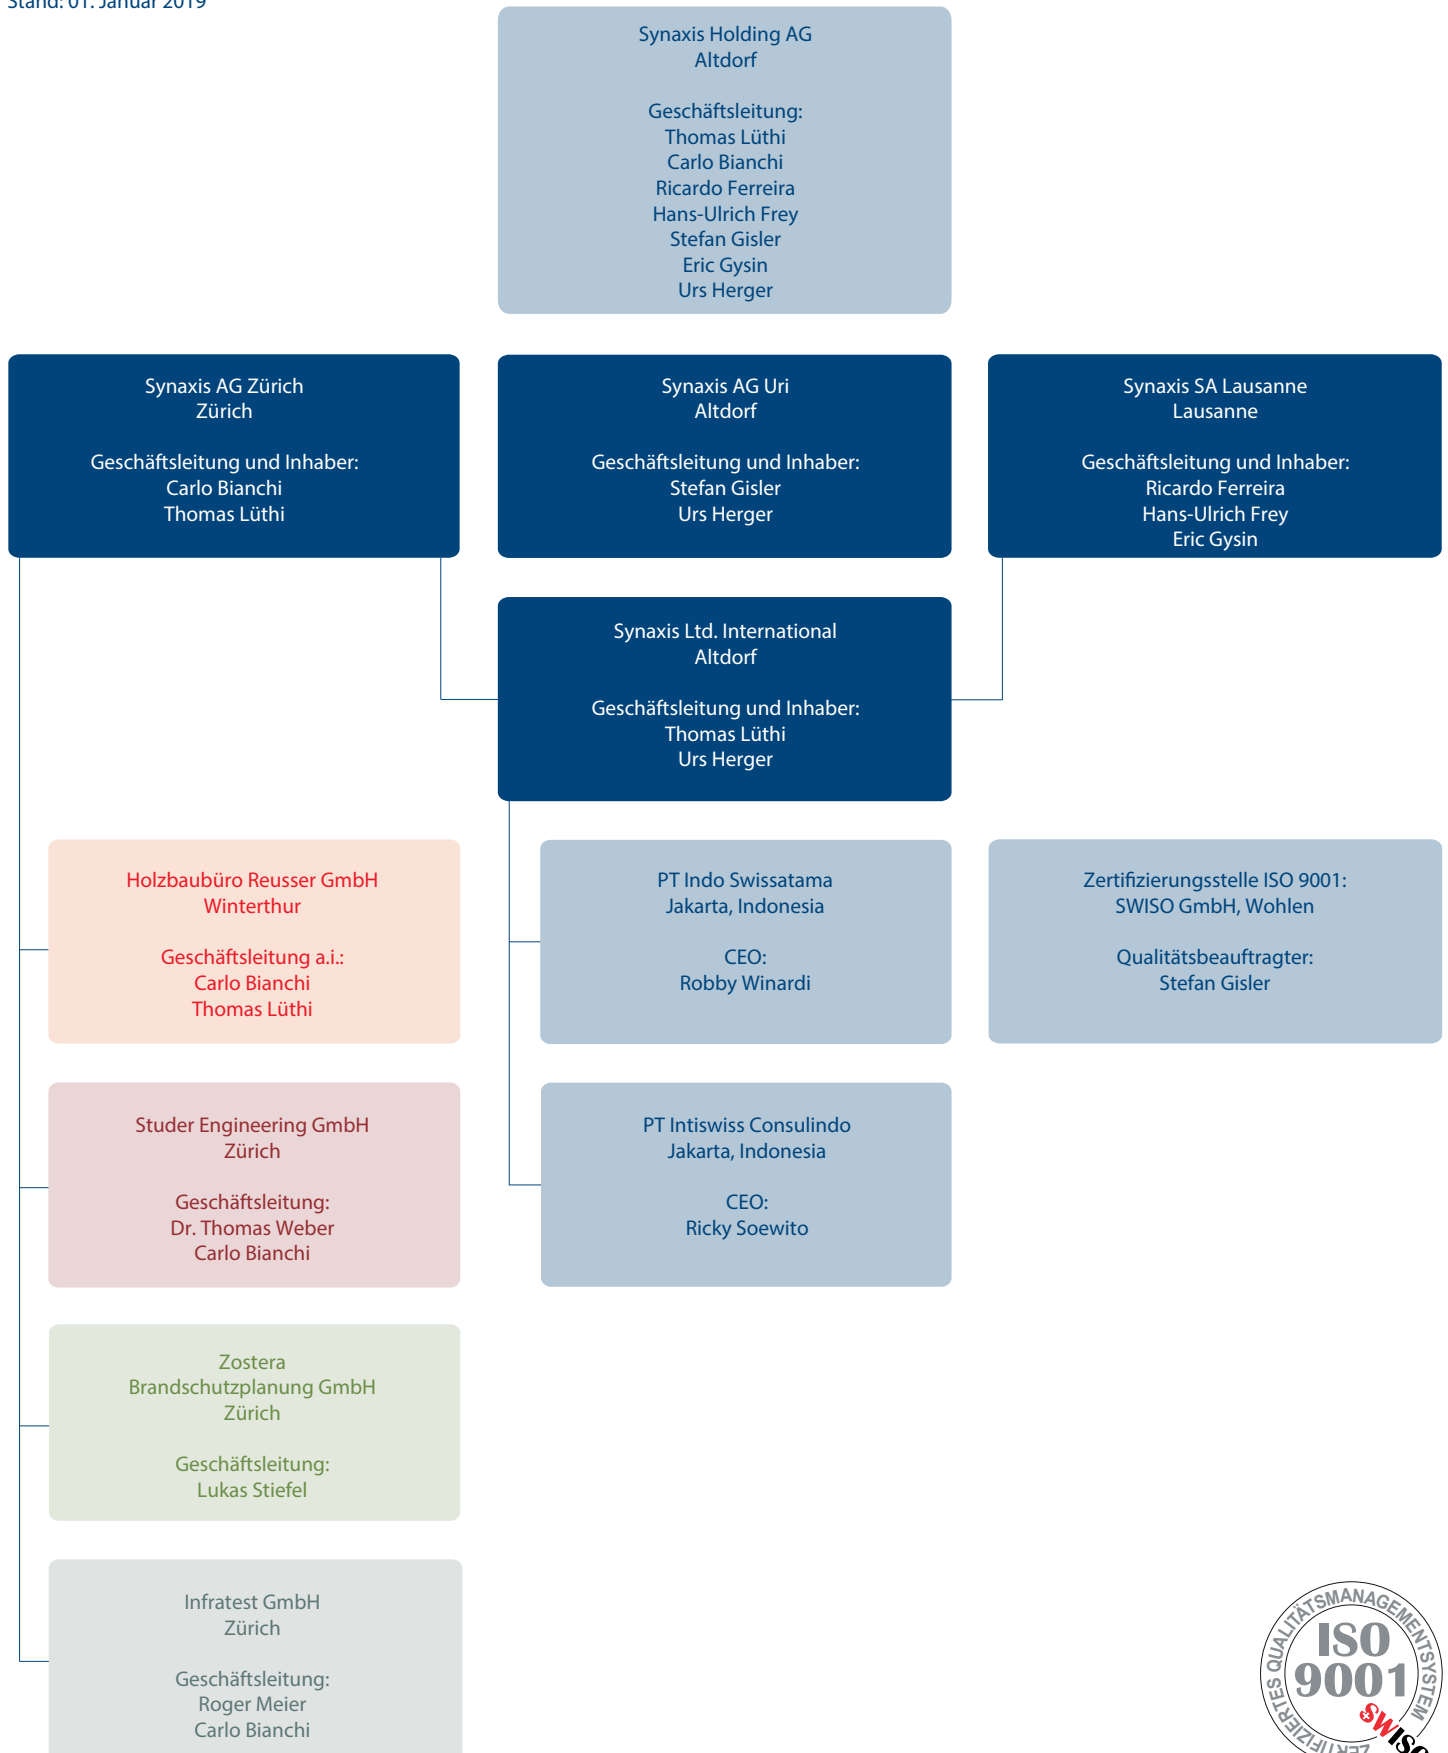 Stand: 01. Januar 2019
Synaxis Holding AG
Altdorf
Geschäftsleitung:
Thomas Lüthi
Carlo Bianchi
Ricardo Ferreira
Hans-Ulrich Frey
Stefan Gisler
Eric Gysin
Urs Herger
Synaxis AG Zürich
Zürich
Geschäftsleitung und Inhaber:
Carlo Bianchi
Thomas Lüthi
Synaxis AG Uri
Altdorf
Geschäftsleitung und Inhaber:
Stefan Gisler
Urs Herger
Synaxis SA Lausanne
Lausanne
Geschäftsleitung und Inhaber:
Ricardo Ferreira
Hans-Ulrich Frey
Eric Gysin
Synaxis Ltd. International
Altdorf
Geschäftsleitung und Inhaber:
Thomas Lüthi
Urs Herger
Holzbaubüro Reusser GmbH
Winterthur
Geschäftsleitung a.i.:
Carlo Bianchi
Thomas Lüthi
PT Indo Swissatama
Jakarta, Indonesia
CEO:
Robby Winardi
Zertifizierungsstelle ISO 9001:
SWISO GmbH, Wohlen
Qualitätsbeauftragter:
Stefan Gisler
Studer Engineering GmbH
Zürich
Geschäftsleitung:
Dr. Thomas Weber
Carlo Bianchi
PT Intiswiss Consulindo
Jakarta, Indonesia
CEO:
Ricky Soewito
Zostera
Brandschutzplanung GmbH
Zürich
Geschäftsleitung:
Lukas Stiefel
Infratest GmbH
Zürich
Geschäftsleitung:
Roger Meier
Carlo Bianchi
ZERTIFIZIERTES QUALITÄTSMANAGEMENTSYSTEM
ISO
9001
SWISO